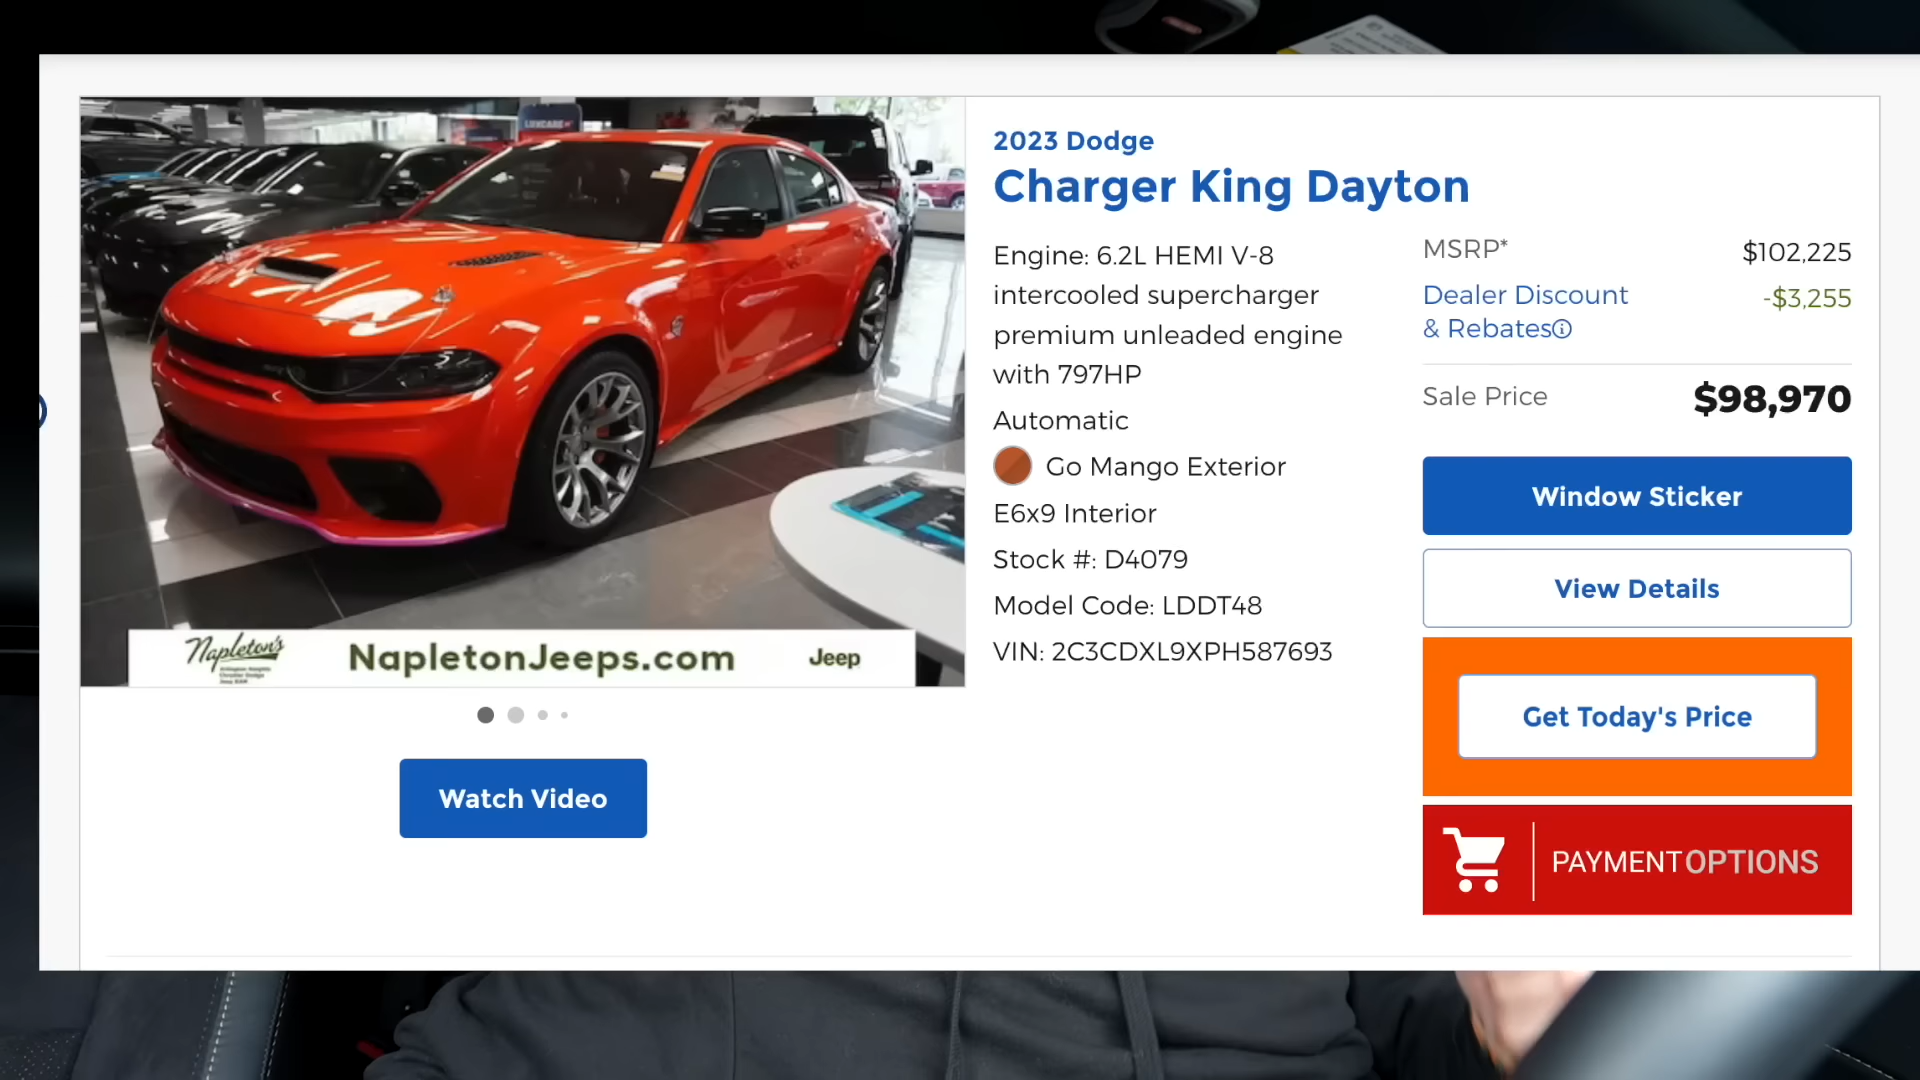 2023 Dodge
Charger King Dayton
Engine: 6.2L HEMI V-8
intercooled supercharger
premium unleaded engine
with 797HP
Automatic
Go Mango Exterior
E6x9 Interior
Stock #: D4079
Model Code: LDDT48
VIN: 2C3CDXL9XPH587693
MSRP* $102,225
Dealer Discount -$3,255
& Rebates
Sale Price $98,970
Window Sticker
View Details
Get Today's Price
PAYMENTOPTIONS
Napleton's
NapletonJeeps.com
Jeep
Watch Video